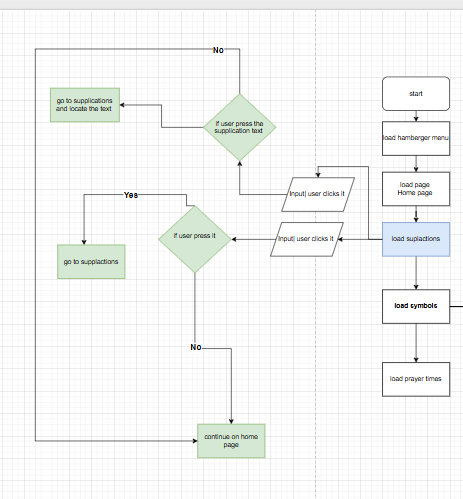 No
go to supplications
and locate the text
if user press the
supplication text
start
load hamberger menu
load page
Home page
Input| user clicks it
Yes
if user press it
Input| user clicks it
load suplactions
go to supplactions
load symbols
No
load prayer times
continue on home
page